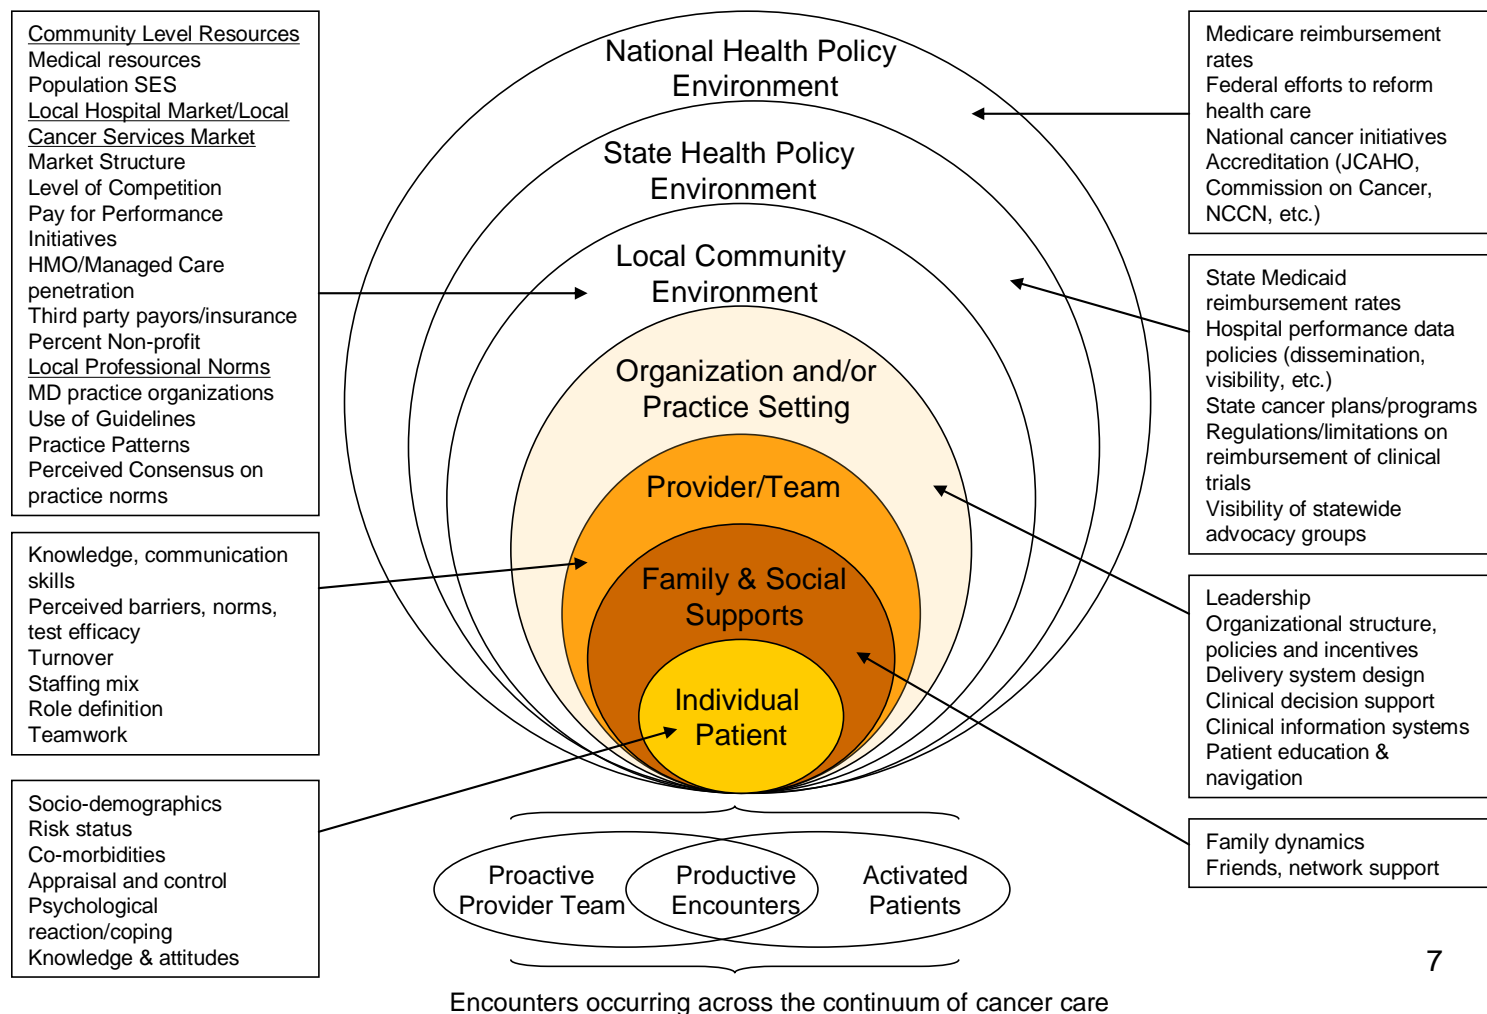 Community Level Resources
Medical resources
Population SES
Local Hospital Market/Local
Cancer Services Market
Market Structure
Level of Competition
Pay for Performance
Initiatives
HMO/Managed Care
penetration
Third party payors/insurance
Percent Non-profit
Local Professional Norms
MD practice organizations
Use of Guidelines
Practice Patterns
Perceived Consensus on
practice norms
Knowledge, communication
skills
Perceived barriers, norms,
test efficacy
Turnover
Staffing mix
Role definition
Teamwork
Socio-demographics
Risk status
Co-morbidities
Appraisal and control
Psychological
reaction/coping
Knowledge & attitudes
National Health Policy
Environment
State Health Policy
Environment
Local Community
Environment
Organization and/or
Practice Setting
Provider/Team
Family & Social
Supports
Individual
Patient
Proactive
Provider Team
Productive
Encounters
Activated
Patients
Encounters occurring across the continuum of cancer care
Medicare reimbursement
rates
Federal efforts to reform
health care
National cancer initiatives
Accreditation (JCAHO,
Commission on Cancer,
NCCN, etc.)
State Medicaid
reimbursement rates
Hospital performance data
policies (dissemination,
visibility, etc.)
State cancer plans/programs
Regulations/limitations on
reimbursement of clinical
trials
Visibility of statewide
advocacy groups
Leadership
Organizational structure,
policies and incentives
Delivery system design
Clinical decision support
Clinical information systems
Patient education &
navigation
Family dynamics
Friends, network support
7